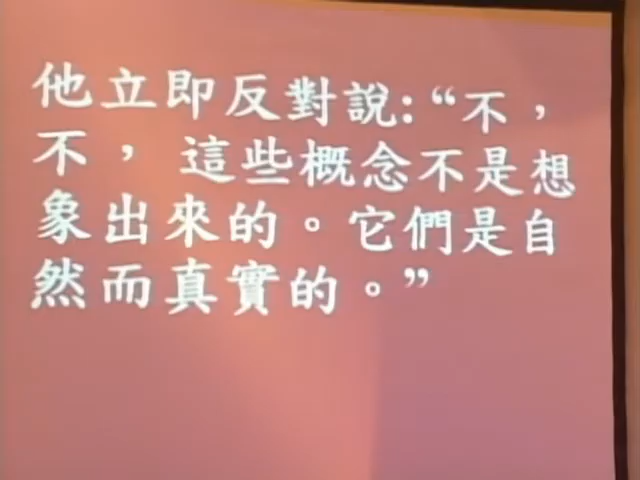 他立即反對說:“不，
不， 這些概念不是想
象出來的。它們是自
然而真實的。”